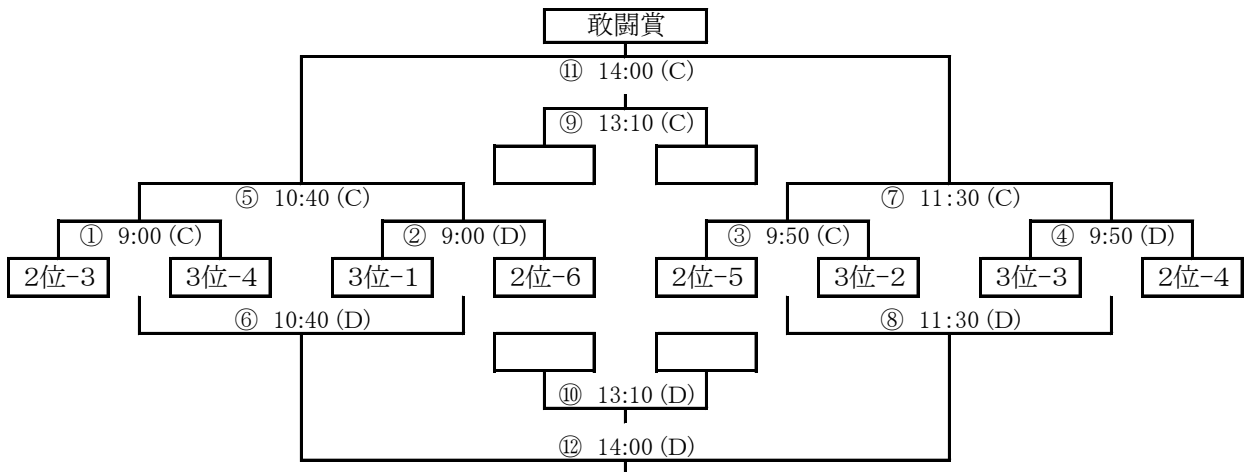 敢闘賞
⑪ 14:00 (C)
⑨ 13:10 (C)
⑤ 10:40 (C)
⑦ 11:30 (C)
① 9:00 (C)
② 9:00 (D)
③ 9:50 (C)
④ 9:50 (D)
2位-3
3位-4
3位-1
2位-6
2位-5
3位-2
3位-3
2位-4
⑥ 10:40 (D)
⑧ 11:30 (D)
⑩ 13:10 (D)
⑫ 14:00 (D)